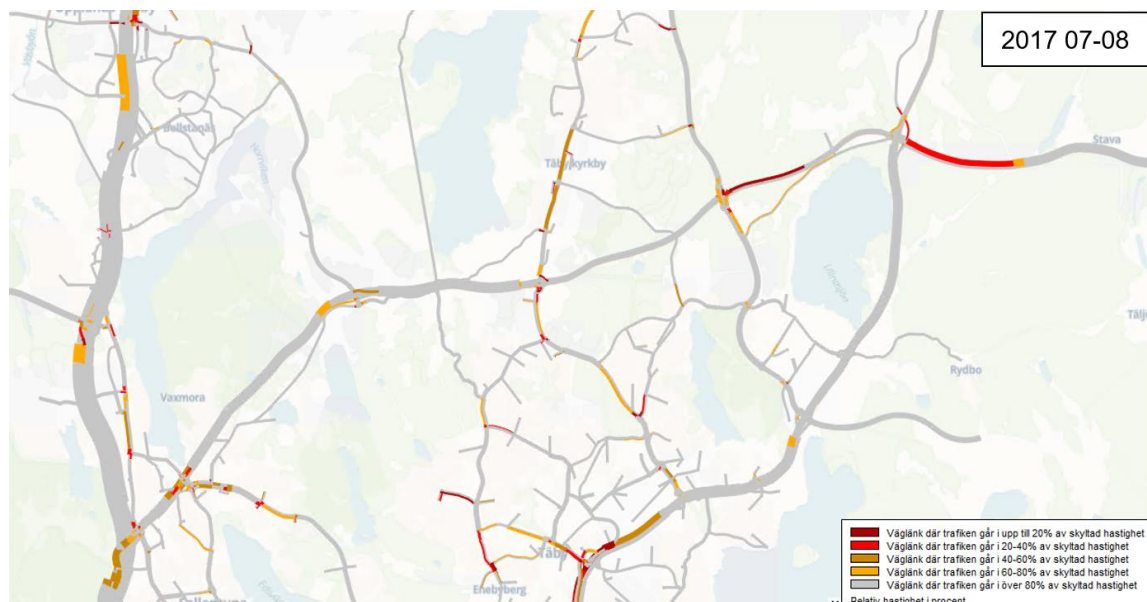 2017 07-08
Bollstanäs
Stava
Täby kyrkby
Ullnasjön
Vaxmora
Rydbo
Täby
Enebyberg
Väglänk där trafiken går i upp till 20% av skyltad hastighet
Väglänk där trafiken går i 20-40% av skyltad hastighet
Väglänk där trafiken går i 40-60% av skyltad hastighet
Väglänk där trafiken går i 60-80% av skyltad hastighet
Väglänk där trafiken går i över 80% av skyltad hastighet
Relativ hastighet i procent